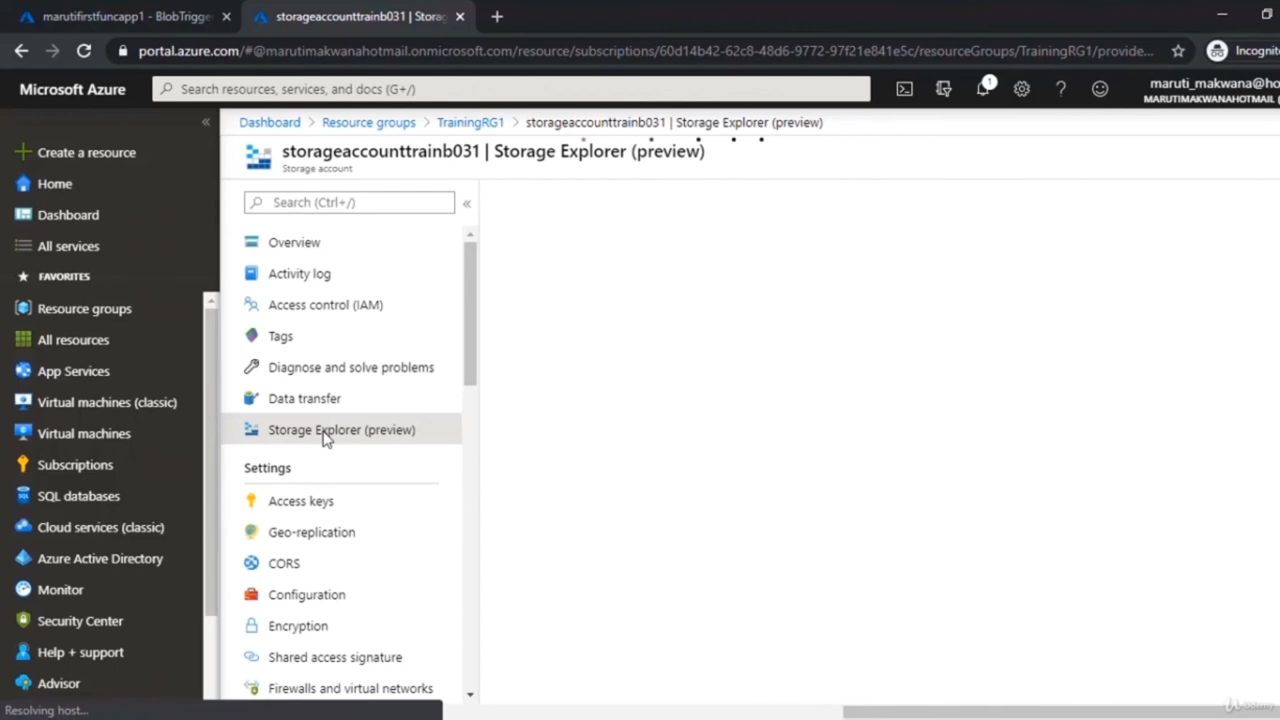 marutifirstfuncapp1 - BlobTrigge
storageaccounttrainb031 | Stora
portal.azure.com/#@marutimakwanahotmail.onmicrosoft.com/resource/subscriptions/60d14b42-62c8-48d6-9772-97f21e841e5c/resourceGroups/TrainingRG1/provide...
Incognito
Microsoft Azure
Search resources, services, and docs (G+/)
1
maruti_makwana@ho
MARUTIMAKWANAHOTMAIL (
Dashboard > Resource groups > TrainingRG1 > storageaccounttrainb031 | Storage Explorer (preview)
storageaccounttrainb031 | Storage Explorer (preview)
Storage account
Create a resource
Home
Dashboard
All services
FAVORITES
Resource groups
All resources
App Services
Virtual machines (classic)
Virtual machines
Subscriptions
SQL databases
Cloud services (classic)
Azure Active Directory
Monitor
Security Center
Help + support
Advisor
Search (Ctrl+/)
Overview
Activity log
Access control (IAM)
Tags
Diagnose and solve problems
Data transfer
Storage Explorer (preview)
Settings
Access keys
Geo-replication
CORS
Configuration
Encryption
Shared access signature
Firewalls and virtual networks
Resolving host...
Udemy